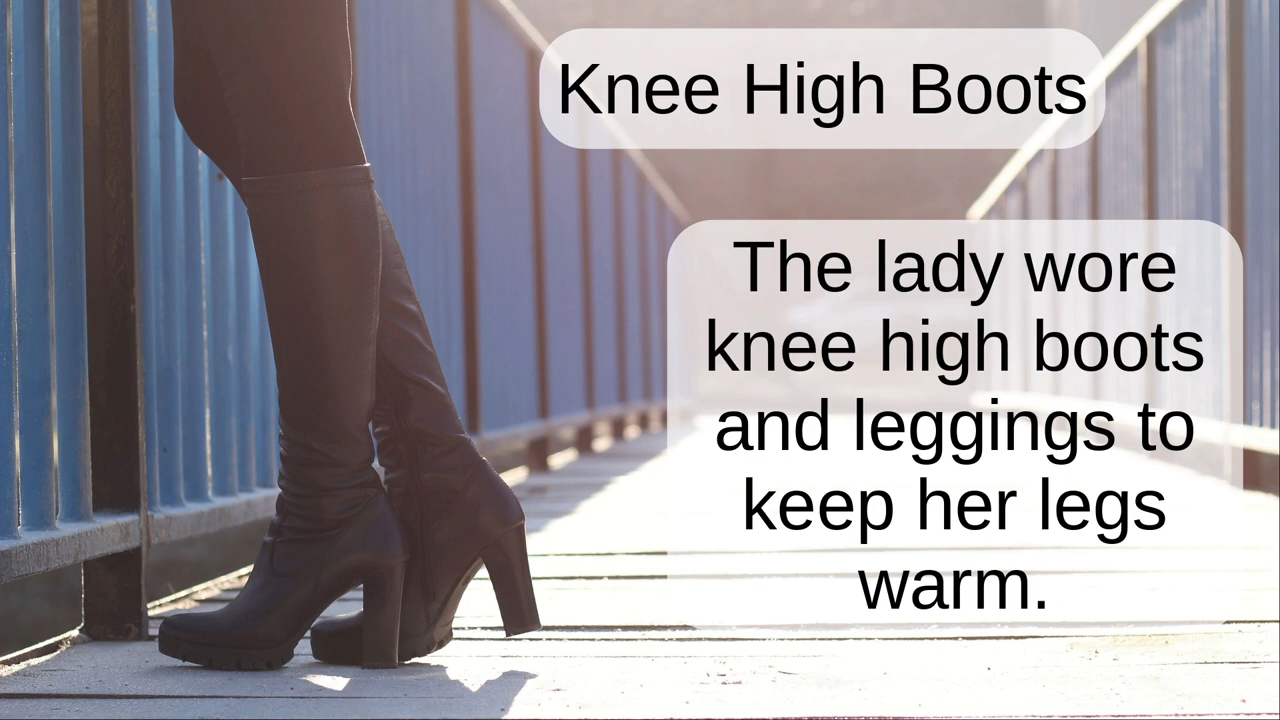 Knee High Boots
The lady wore
knee high boots
and leggings to
keep her legs
warm.